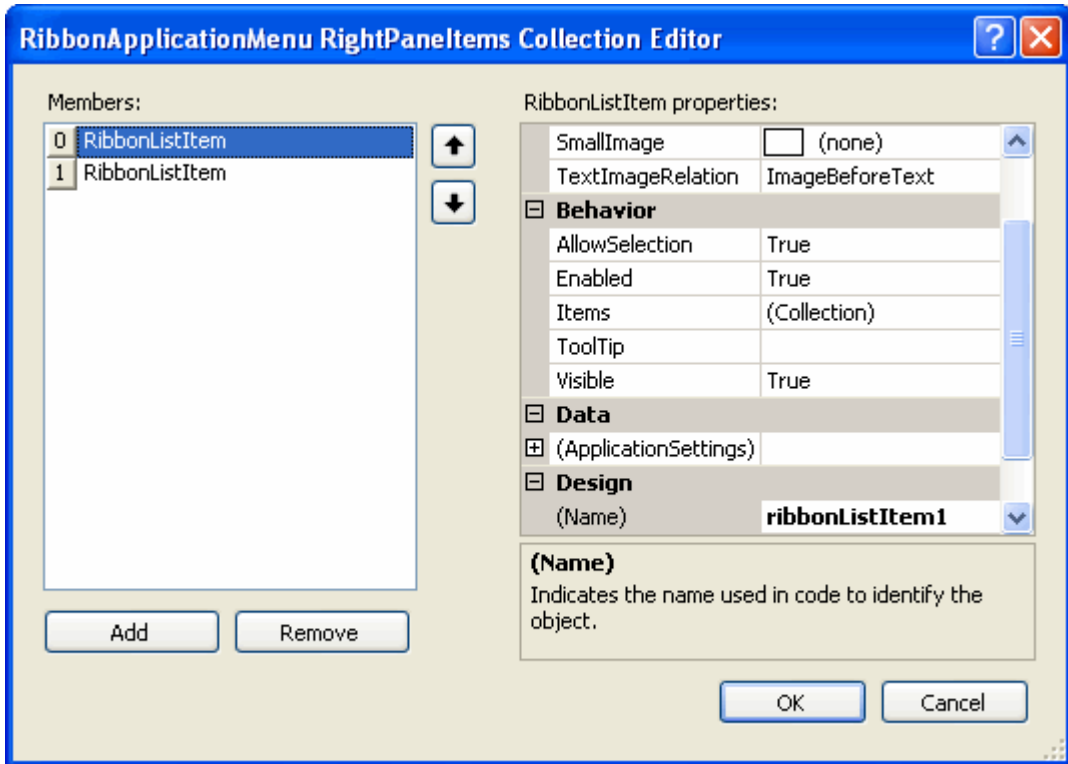 RibbonApplicationMenu RightPaneItems Collection Editor
Members:
0 RibbonListItem
1 RibbonListItem
Add Remove
RibbonListItem properties:
SmallImage (none)
TextImageRelation ImageBeforeText
Behavior
AllowSelection True
Enabled True
Items (Collection)
ToolTip
Visible True
Data
(ApplicationSettings)
Design
(Name) ribbonListItem1
(Name)
Indicates the name used in code to identify the
object.
OK Cancel